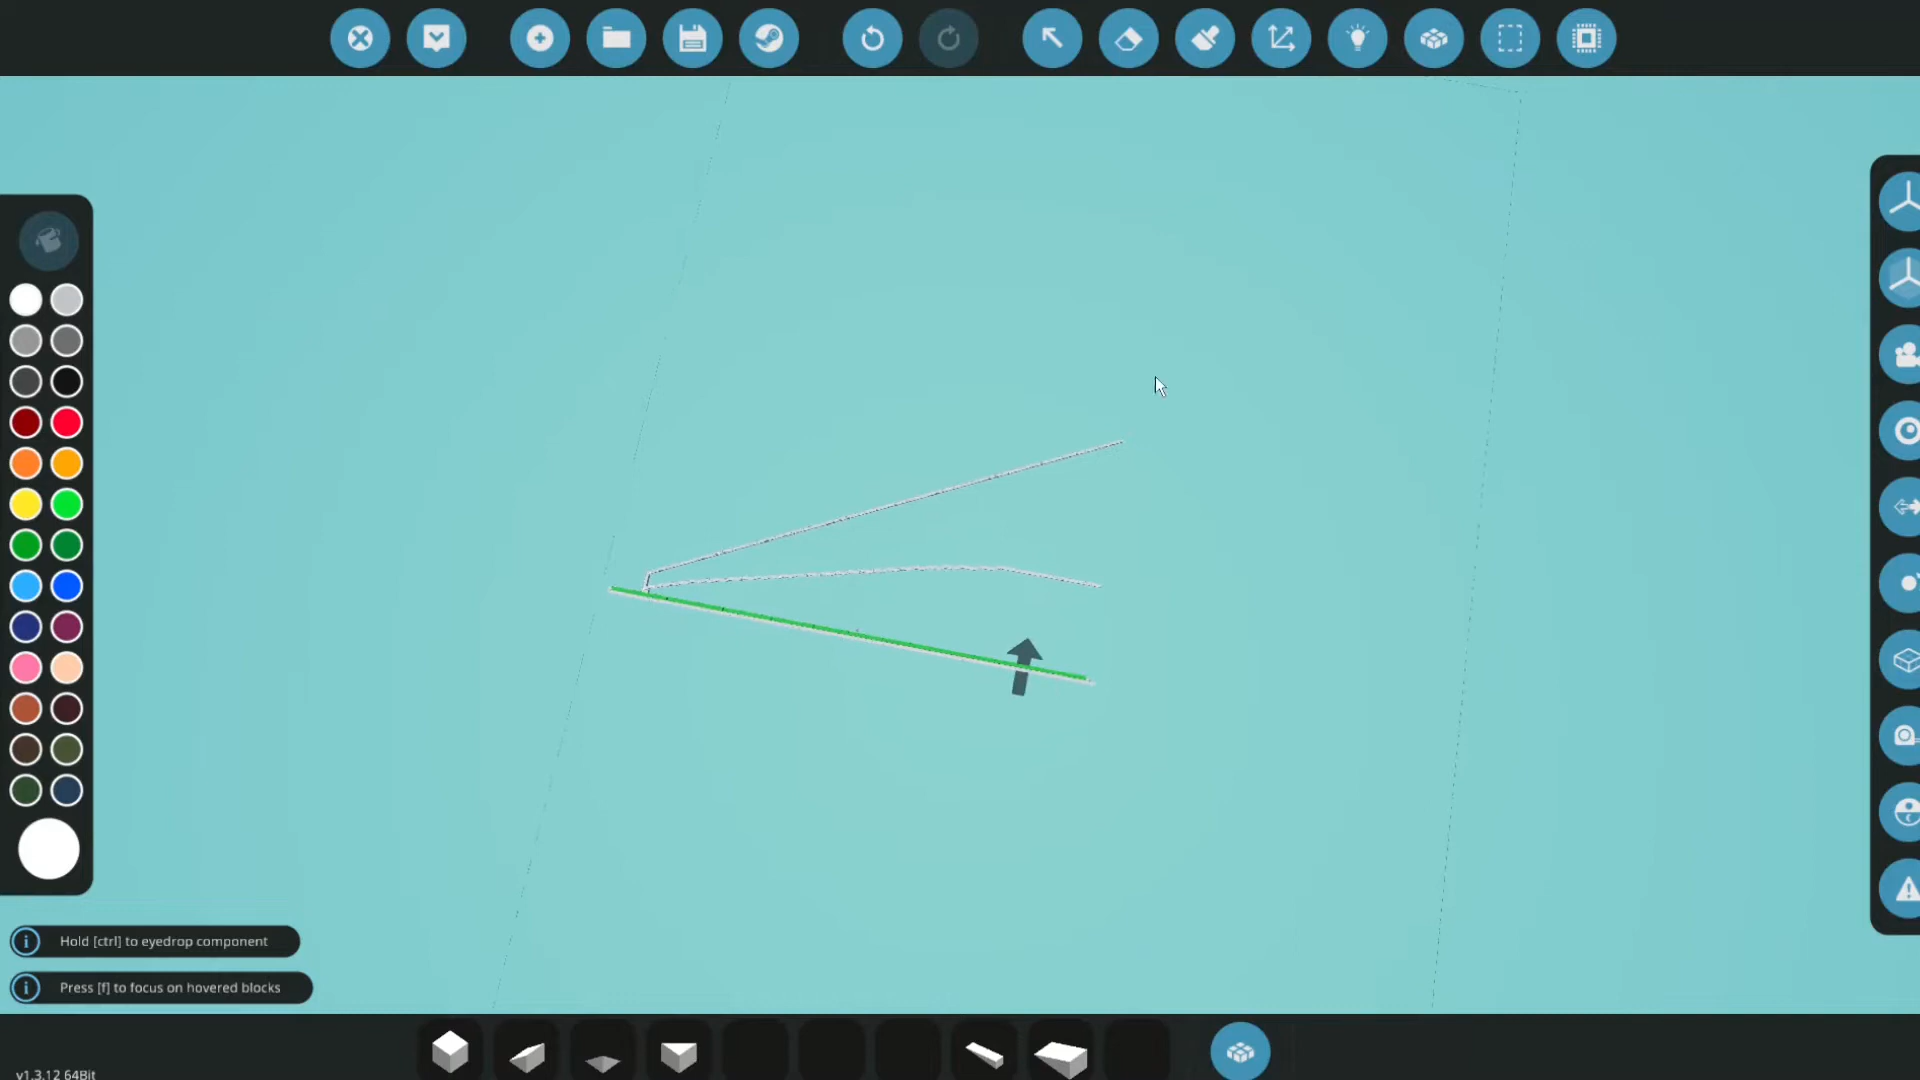 Hold [ctrl] to eyedrop component
Press [f] to focus on hovered blocks
v1.3.12 64Bit